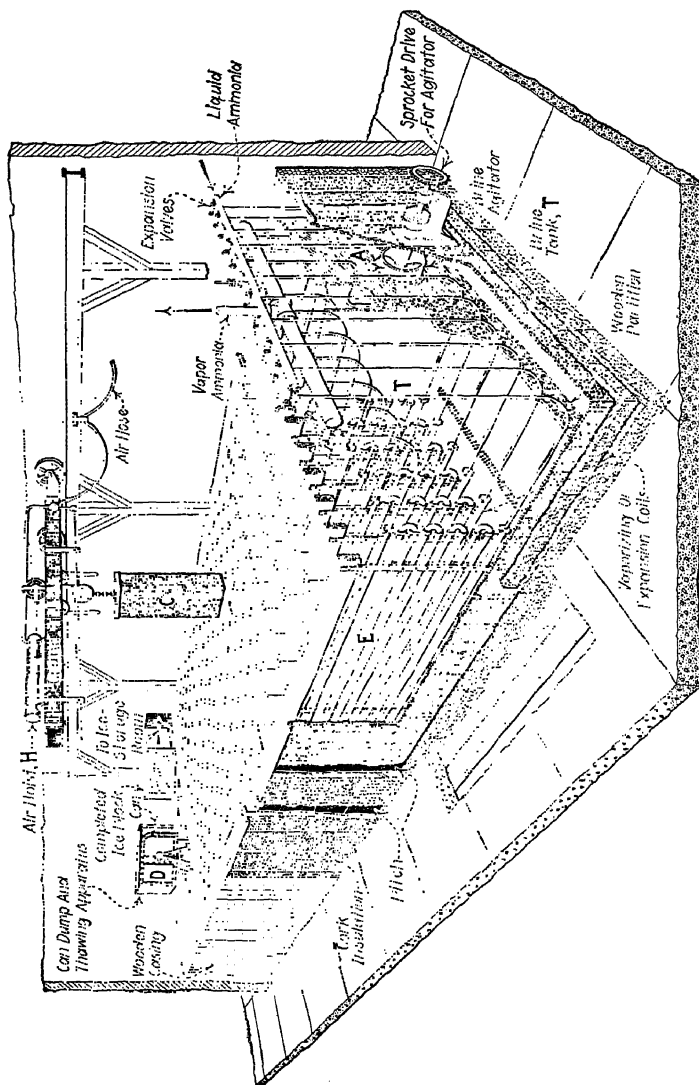 Air Hoist, H
Can Dump And
Thawing Apparatus
Completed
Ice Block
To Ice
Storage
Room
D
Wooden
Casing
C
Air Hose
Expansion
Valves
Liquid
Ammonia
Vapor
Ammonia
Sprocket Drive
For Agitator
A
Brine
Agitator
Brine
Tank, T
T
Wooden
Partition
E
Vaporizing Or
Expansion Coils
Pitch
Cork
Insulation